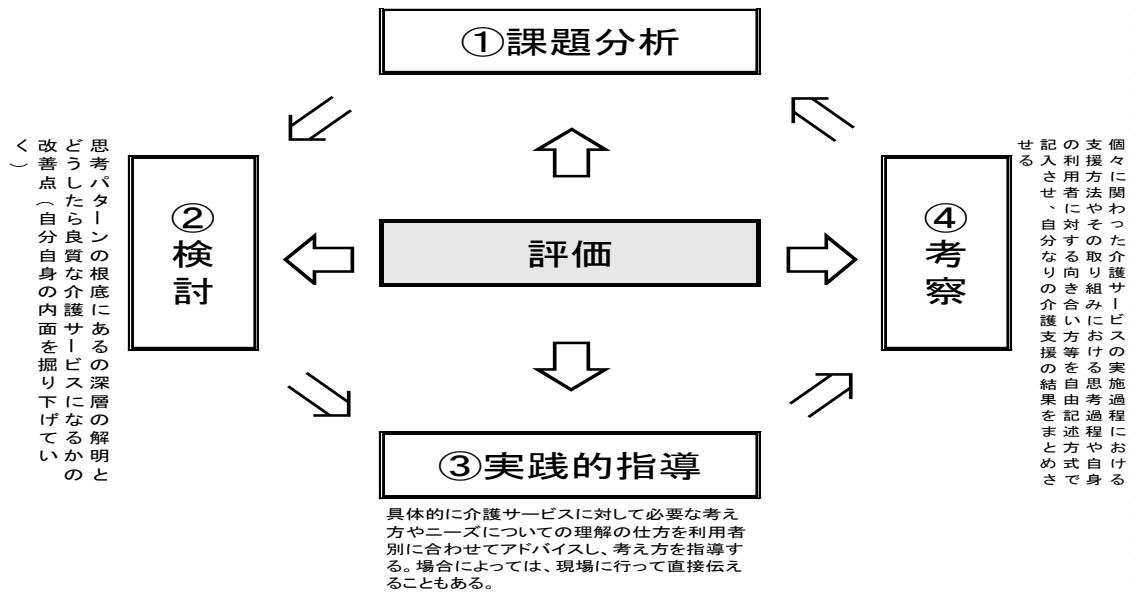 ①課題分析
②検討
思考パターンの根底にあるの深層の解明と
どうしたら良質な介護サービスになるかの
改善点（自分自身の内面を掘り下げてい
く）
評価
③実践的指導
具体的に介護サービスに対して必要な考え
方やニーズについての理解の仕方を利用者
別に合わせてアドバイスし、考え方を指導す
る。場合によっては、現場に行って直接伝え
ることもある。
④考察
個々に関わった介護サービスの実施過程における
支援方法やその取り組みにおける思考過程や自身
の利用者に対する向き合い方等を自由記述方式で
記入させ、自分なりの介護支援の結果をまとめさ
せる